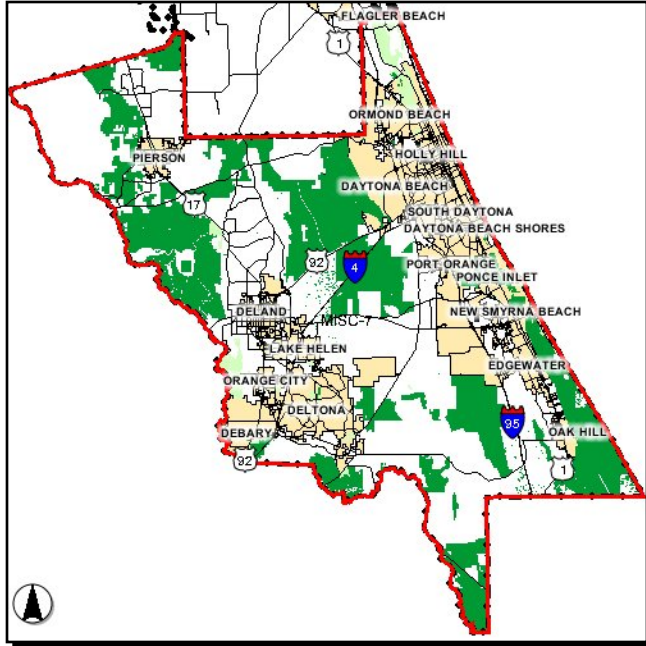 FLAGLER BEACH
1
ORMOND BEACH
HOLLY HILL
PIERSON
DAYTONA BEACH
17
SOUTH DAYTONA
DAYTONA BEACH SHORES
92
4
PORT ORANGE
PONCE INLET
DELAND
MISC-7
NEW SMYRNA BEACH
LAKE HELEN
EDGEWATER
ORANGE CITY
DELTONA
95
DEBARY
OAK HILL
92
1